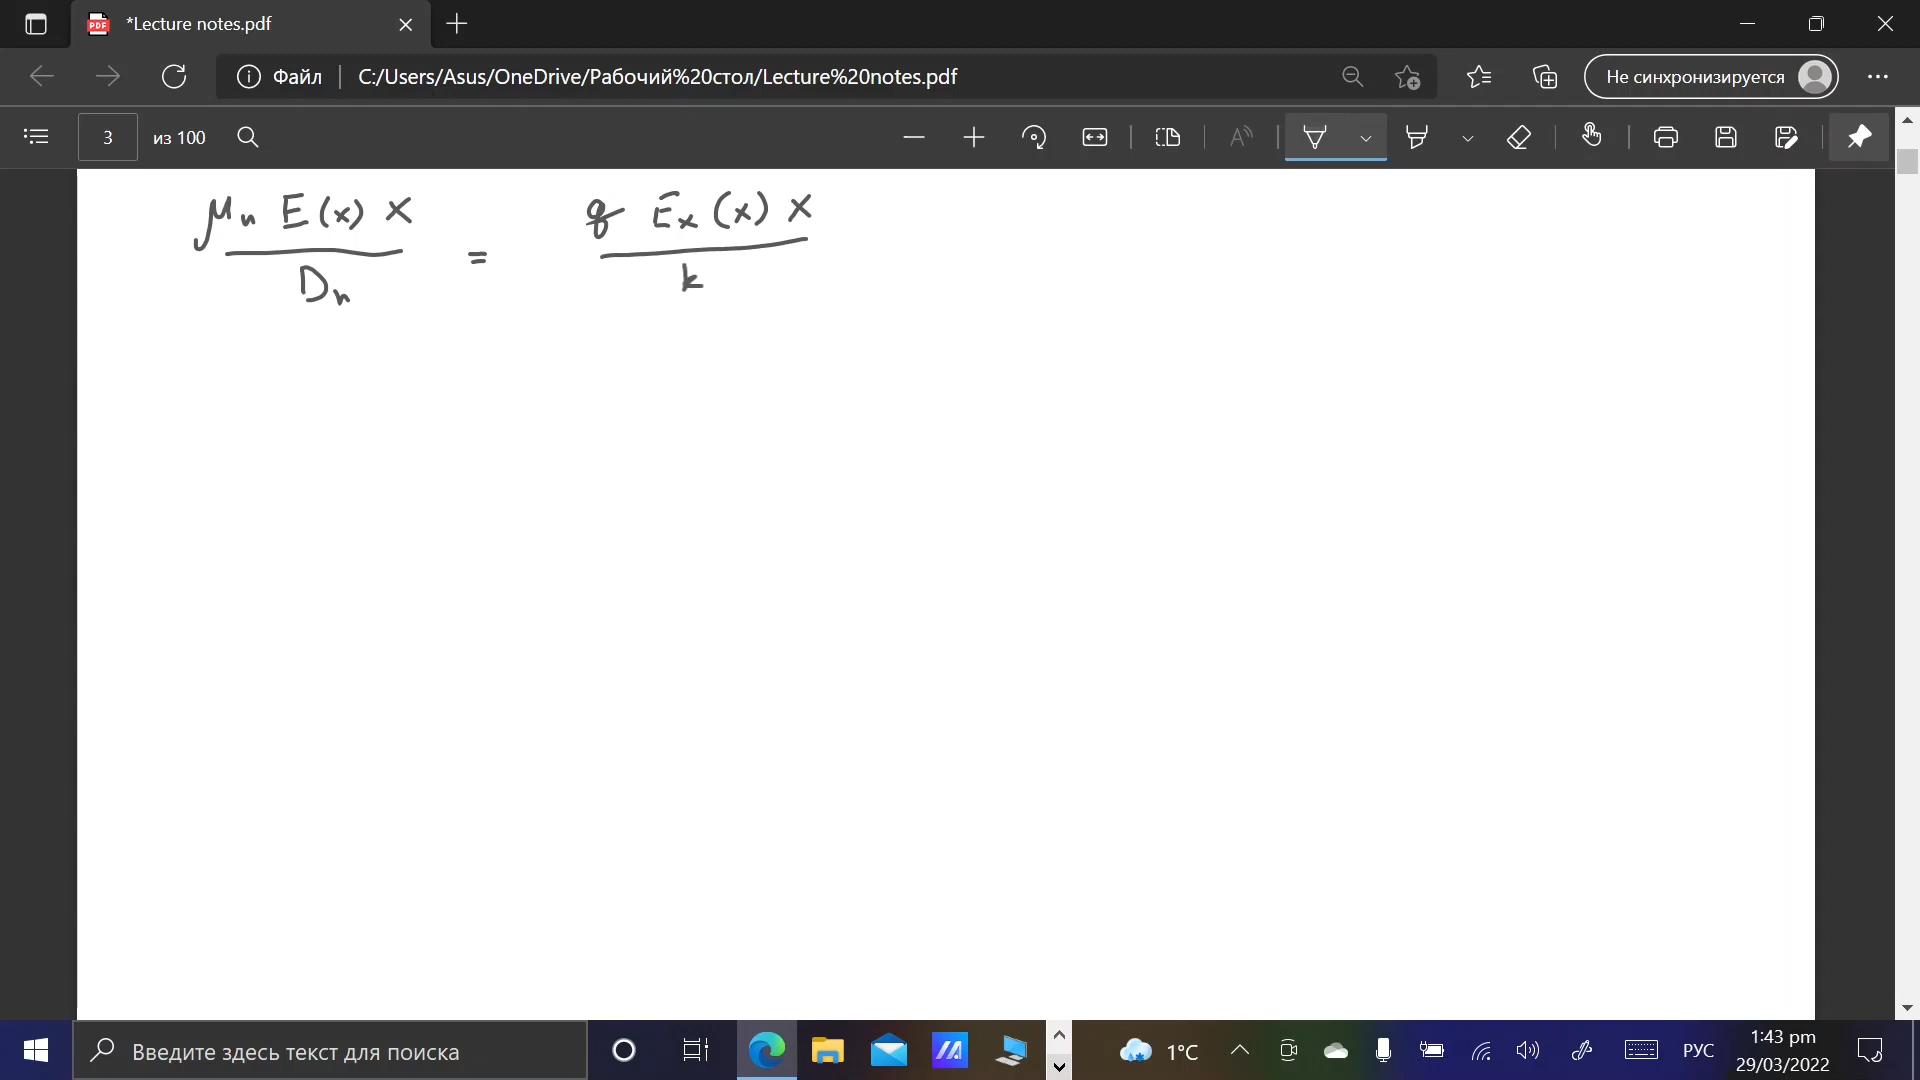 *Lecture notes.pdf
Файл C:/Users/Asus/OneDrive/Рабочий%20стол/Lecture%20notes.pdf Не синхронизируется
3 из 100
μn E(x) x / Dn = q Ex(x) x / k
Введите здесь текст для поиска 1°C РУС 1:43 pm
29/03/2022